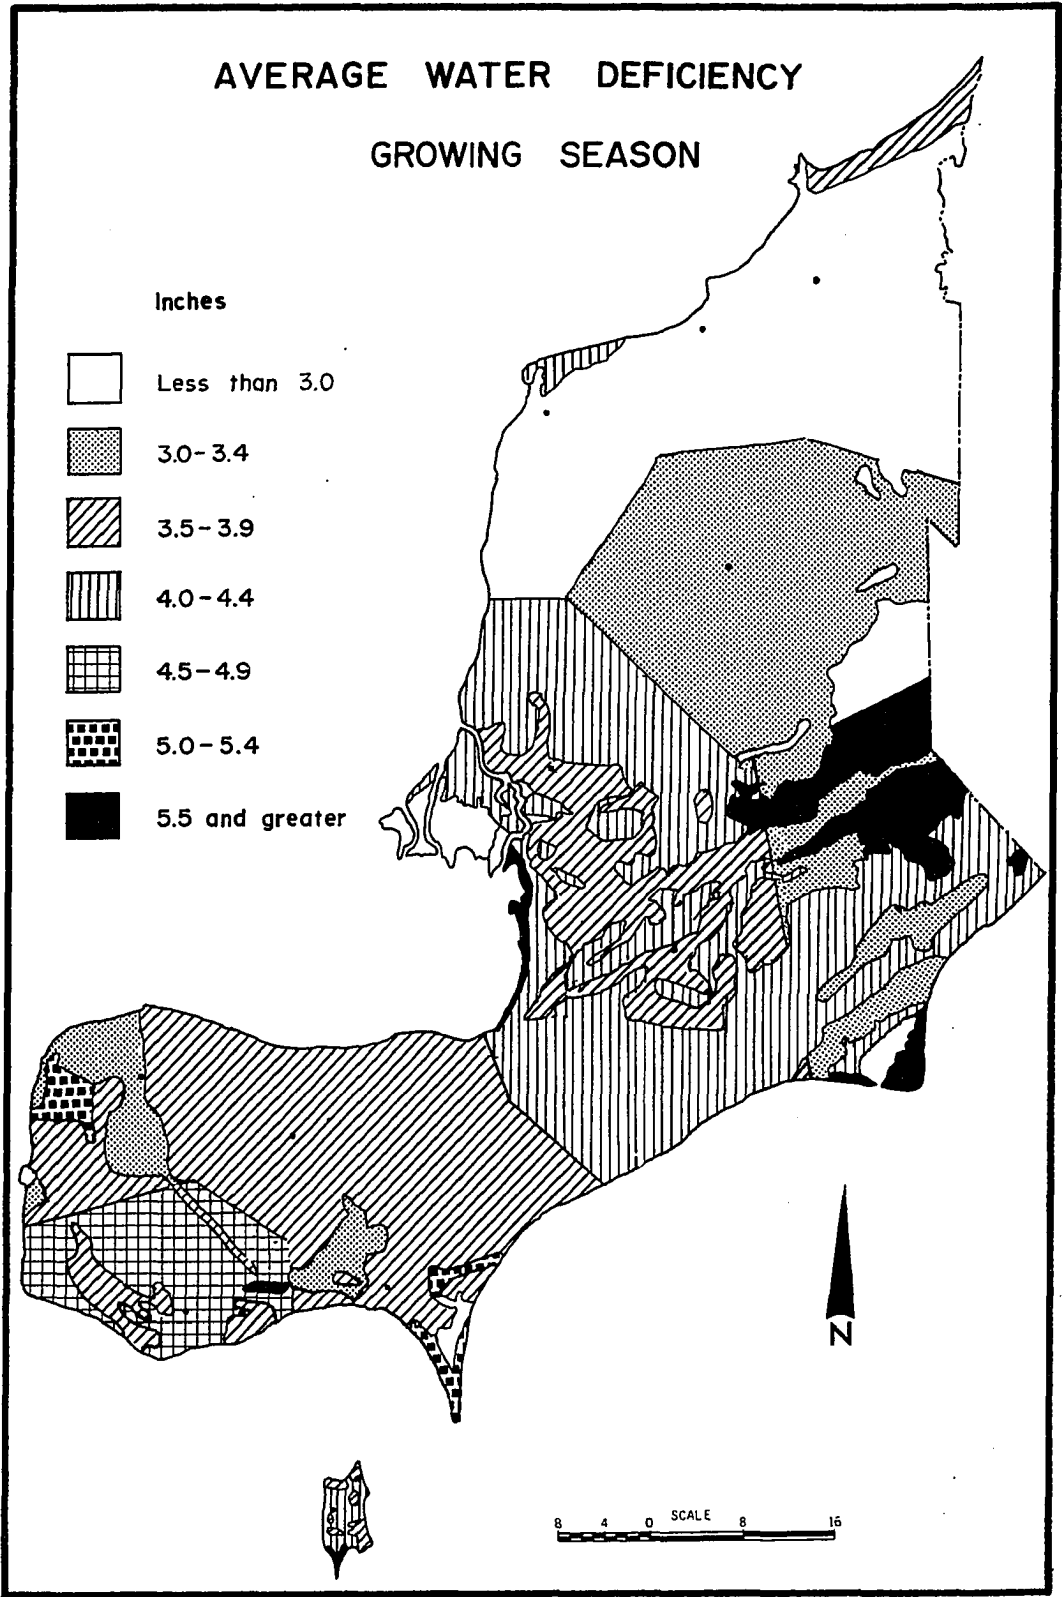 AVERAGE WATER DEFICIENCY
GROWING SEASON
Inches
Less than 3.0
3.0-3.4
3.5-3.9
4.0-4.4
4.5-4.9
5.0-5.4
5.5 and greater
N
SCALE
8 4 0 8 16